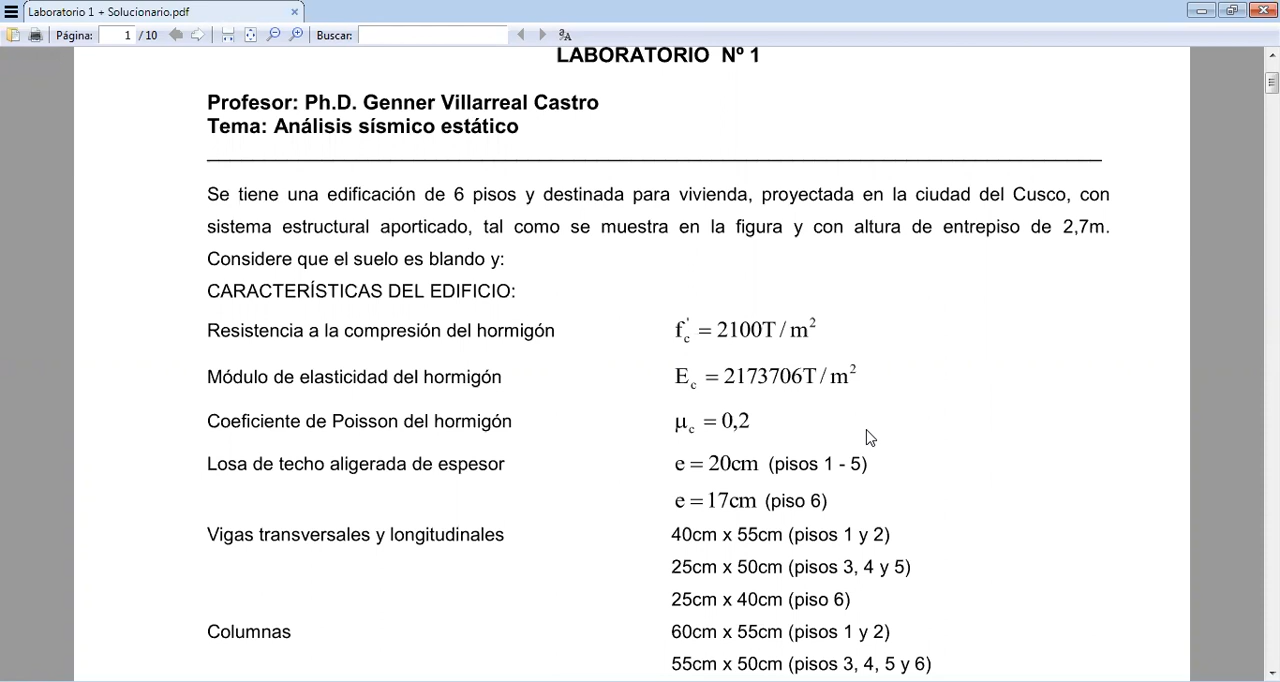 Laboratorio 1 + Solucionario.pdf
Página: 1 / 10 Buscar:
LABORATORIO Nº 1
Profesor: Ph.D. Genner Villarreal Castro
Tema: Análisis sísmico estático
Se tiene una edificación de 6 pisos y destinada para vivienda, proyectada en la ciudad del Cusco, con
sistema estructural aporticado, tal como se muestra en la figura y con altura de entrepiso de 2,7m.
Considere que el suelo es blando y:
CARACTERÍSTICAS DEL EDIFICIO:
Resistencia a la compresión del hormigón f'c = 2100T / m²
Módulo de elasticidad del hormigón Ec = 2173706T / m²
Coeficiente de Poisson del hormigón μc = 0,2
Losa de techo aligerada de espesor e = 20cm (pisos 1 - 5)
e = 17cm (piso 6)
Vigas transversales y longitudinales 40cm x 55cm (pisos 1 y 2)
25cm x 50cm (pisos 3, 4 y 5)
25cm x 40cm (piso 6)
Columnas 60cm x 55cm (pisos 1 y 2)
55cm x 50cm (pisos 3, 4, 5 y 6)